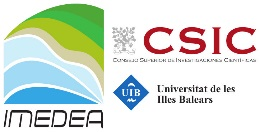 IMEDEA
CSIC
CONSEJO SUPERIOR DE INVESTIGACIONES CIENTÍFICAS
UIB
Universitat de les
Illes Balears